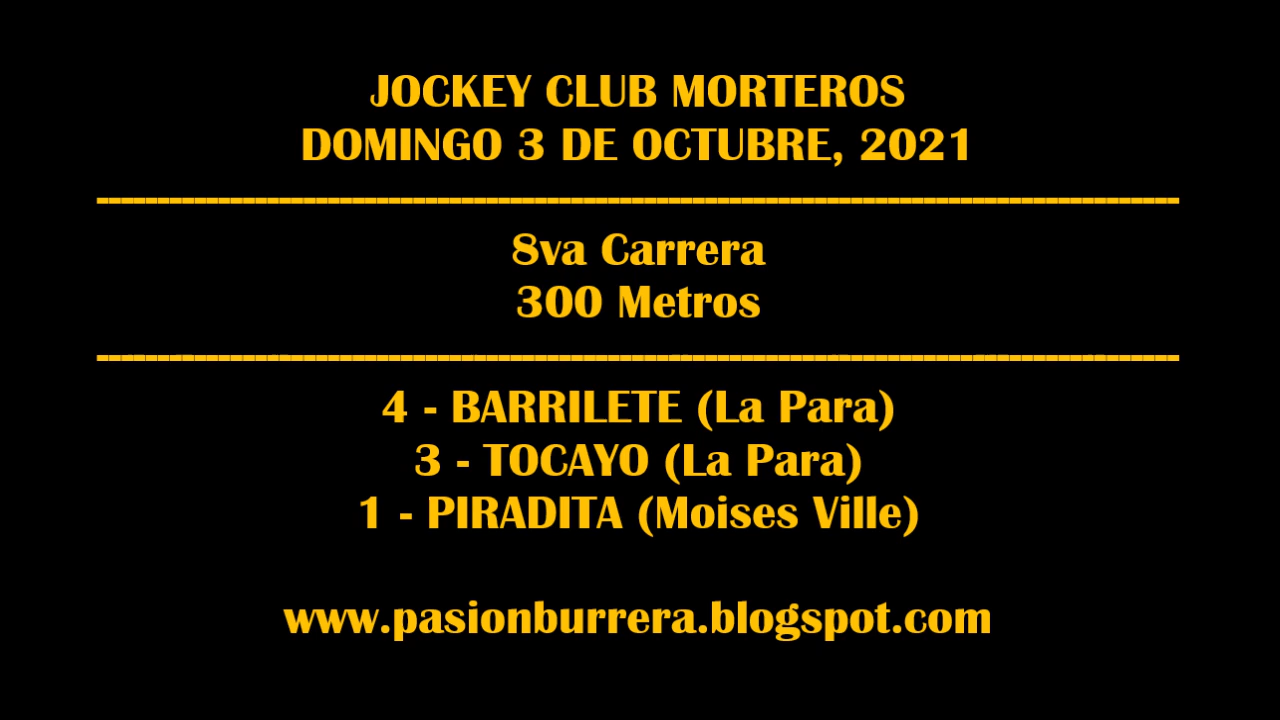 JOCKEY CLUB MORTEROS
DOMINGO 3 DE OCTUBRE, 2021
8va Carrera
300 Metros
4 - BARRILETE (La Para)
3 - TOCAYO (La Para)
1 - PIRADITA (Moises Ville)
www.pasionburrera.blogspot.com